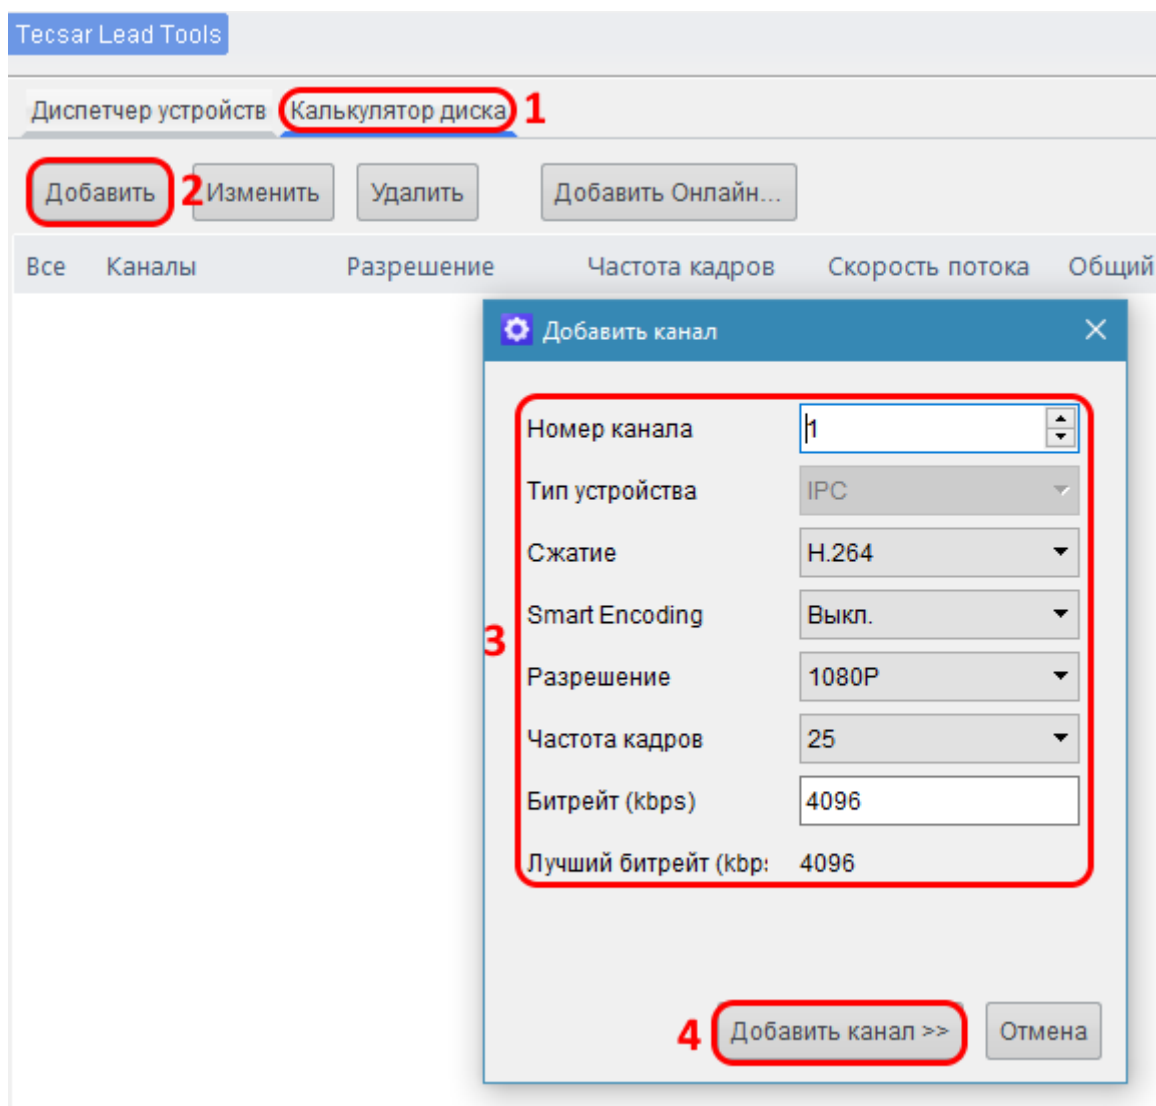 Tecsar Lead Tools
Диспетчер устройств Калькулятор диска 1
Добавить 2 Изменить Удалить Добавить Онлайн...
Все Каналы Разрешение Частота кадров Скорость потока Общий
Добавить канал
Номер канала 1
Тип устройства IPC
Сжатие H.264
Smart Encoding Выкл.
3
Разрешение 1080P
Частота кадров 25
Битрейт (kbps) 4096
Лучший битрейт (kbp: 4096
4 Добавить канал >> Отмена